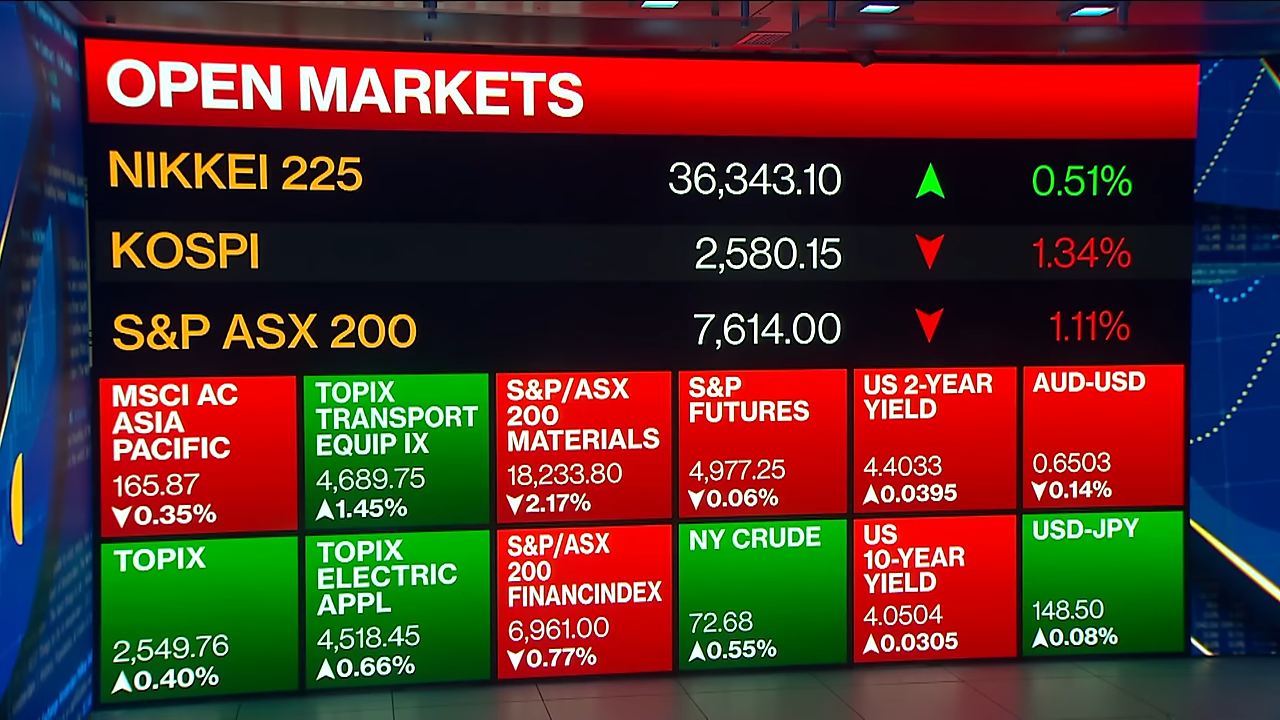 OPEN MARKETS
NIKKEI 225 36,343.10 ▲ 0.51%
KOSPI 2,580.15 ▼ 1.34%
S&P ASX 200 7,614.00 ▼ 1.11%
MSCI AC
ASIA
PACIFIC
165.87
▼0.35%
TOPIX
TRANSPORT
EQUIP IX
4,689.75
▲1.45%
S&P/ASX
200
MATERIALS
18,233.80
▼2.17%
S&P
FUTURES
4,977.25
▼0.06%
US 2-YEAR
YIELD
4.4033
▲0.0395
AUD-USD
0.6503
▼0.14%
TOPIX
2,549.76
▲0.40%
TOPIX
ELECTRIC
APPL
4,518.45
▲0.66%
S&P/ASX
200
FINANCINDEX
6,961.00
▼0.77%
NY CRUDE
72.68
▲0.55%
US
10-YEAR
YIELD
4.0504
▲0.0305
USD-JPY
148.50
▲0.08%